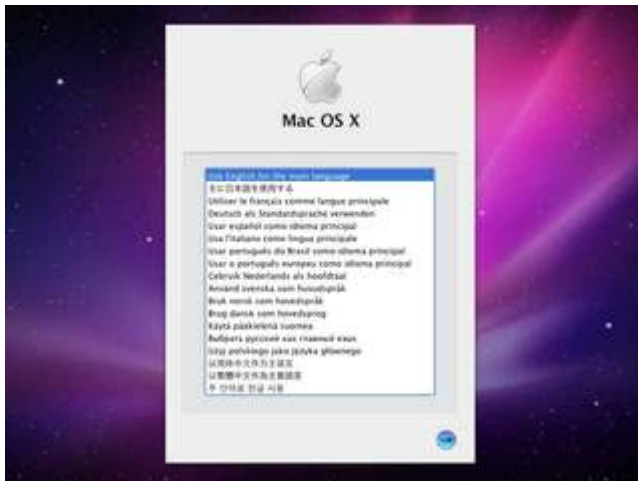 Mac OS X
Use English for the main language
主に日本語を使用する
Utiliser le français comme langue principale
Deutsch als Standardsprache verwenden
Usar español como idioma principal
Usa l'italiano come lingua principale
Usar português do Brasil como idioma principal
Usar o português europeu como idioma principal
Gebruik Nederlands als hoofdtaal
Använd svenska som huvudspråk
Bruk norsk som hovedspråk
Brug dansk som hovedsprog
Käytä pääkielenä suomea
Выбрать русский как главный язык
Użyj polskiego jako języka głównego
以简体中文作为主语言
以繁體中文作為主要語言
주 언어로 한글 사용